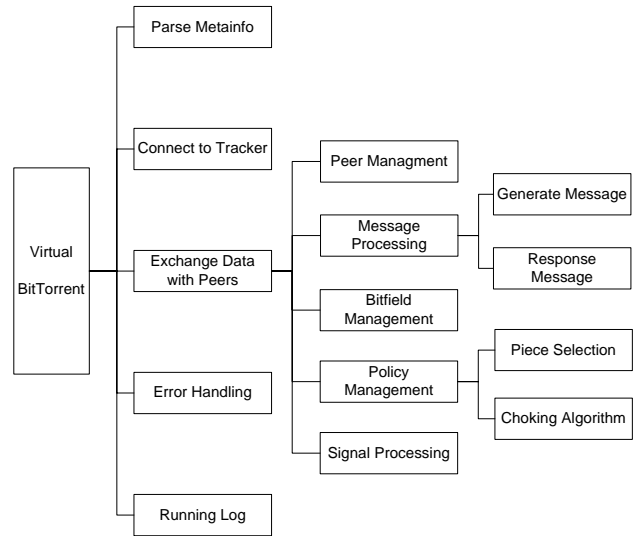 Virtual
BitTorrent
Parse Metainfo
Connect to Tracker
Exchange Data
with Peers
Error Handling
Running Log
Peer Managment
Message
Processing
Bitfield
Management
Policy
Management
Signal Processing
Generate Message
Response
Message
Piece Selection
Choking Algorithm